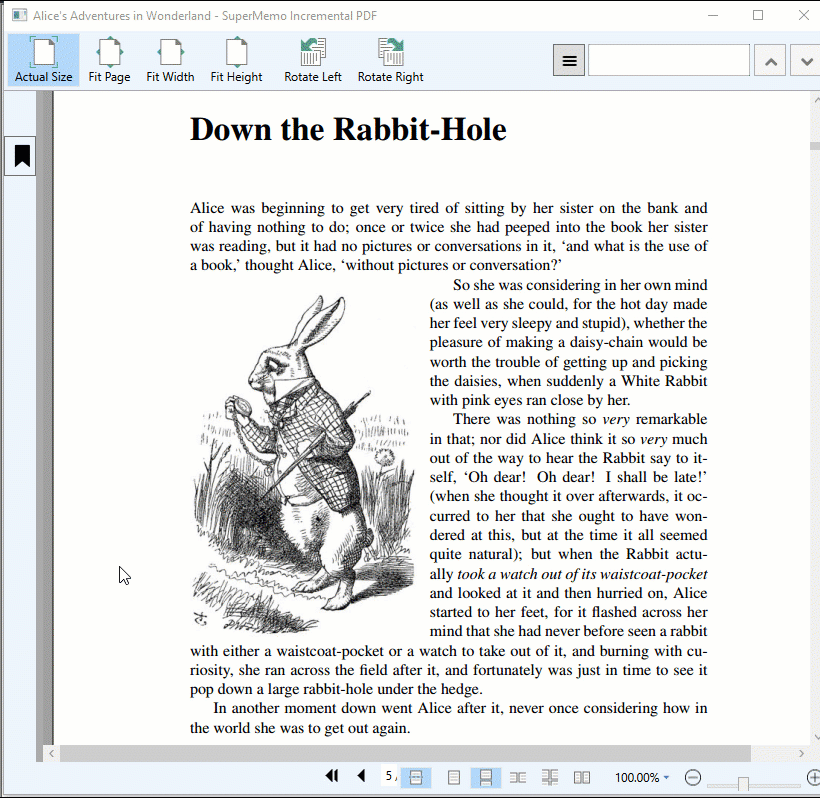 Alice's Adventures in Wonderland - SuperMemo Incremental PDF
Actual Size Fit Page Fit Width Fit Height Rotate Left Rotate Right
Down the Rabbit-Hole
Alice was beginning to get very tired of sitting by her sister on the bank and
of having nothing to do; once or twice she had peeped into the book her sister
was reading, but it had no pictures or conversations in it, ‘and what is the use of
a book,’ thought Alice, ‘without pictures or conversation?’
So she was considering in her own mind
(as well as she could, for the hot day made
her feel very sleepy and stupid), whether the
pleasure of making a daisy-chain would be
worth the trouble of getting up and picking
the daisies, when suddenly a White Rabbit
with pink eyes ran close by her.
There was nothing so very remarkable
in that; nor did Alice think it so very much
out of the way to hear the Rabbit say to it-
self, ‘Oh dear! Oh dear! I shall be late!’
(when she thought it over afterwards, it oc-
curred to her that she ought to have won-
dered at this, but at the time it all seemed
quite natural); but when the Rabbit actu-
ally took a watch out of its waistcoat-pocket
and looked at it and then hurried on, Alice
started to her feet, for it flashed across her
mind that she had never before seen a rabbit
with either a waistcoat-pocket or a watch to take out of it, and burning with cu-
riosity, she ran across the field after it, and fortunately was just in time to see it
pop down a large rabbit-hole under the hedge.
In another moment down went Alice after it, never once considering how in
the world she was to get out again.
5 /
100.00%